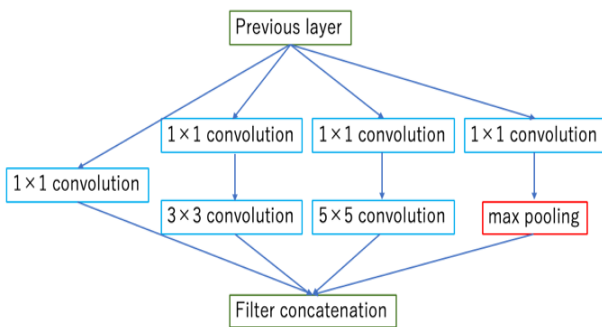 Previous layer
1×1 convolution
1×1 convolution
1×1 convolution
1×1 convolution
3×3 convolution
5×5 convolution
max pooling
Filter concatenation